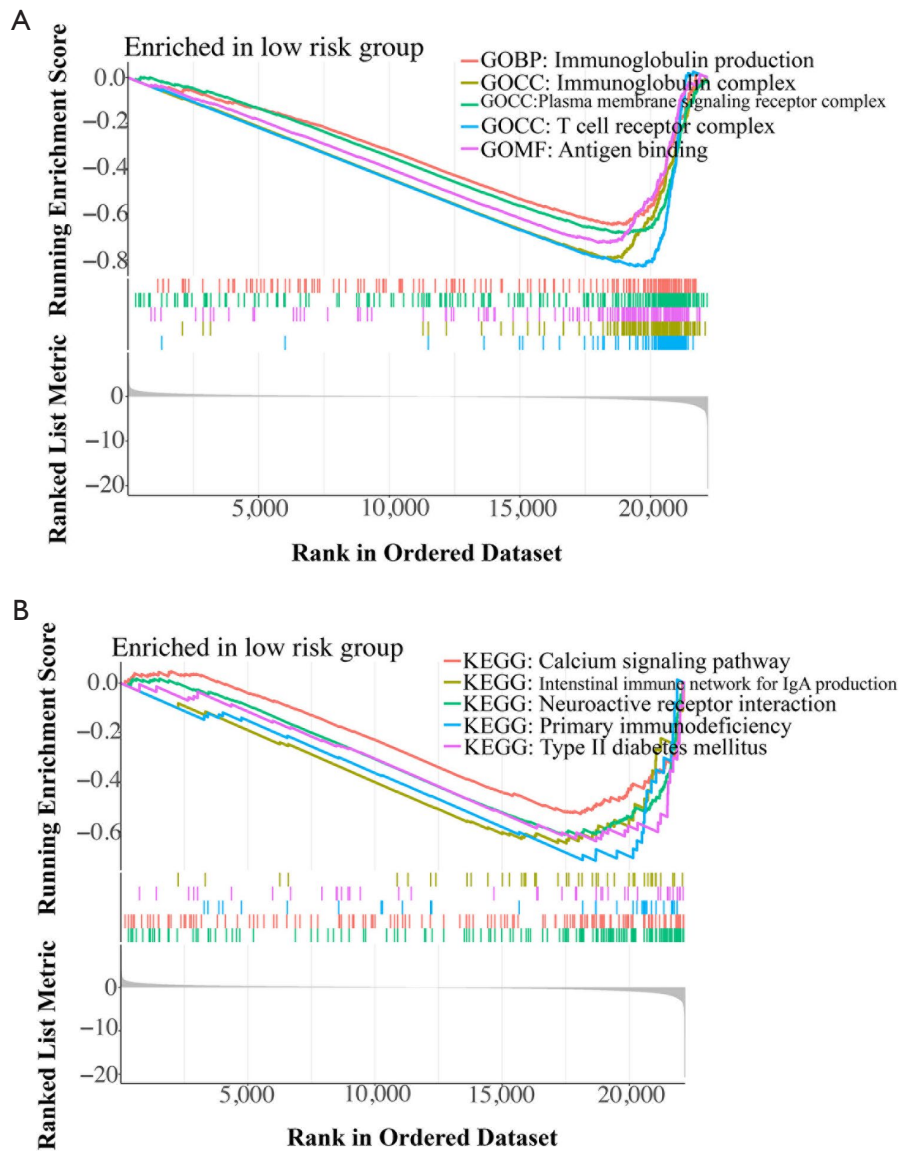 A
Enriched in low risk group
GOBP: Immunoglobulin production
GOCC: Immunoglobulin complex
GOCC:Plasma membrane signaling receptor complex
GOCC: T cell receptor complex
GOMF: Antigen binding
Running Enrichment Score
0.0
−0.2
−0.4
−0.6
−0.8
Ranked List Metric
0
−10
−20
5,000
10,000
15,000
20,000
Rank in Ordered Dataset
B
Enriched in low risk group
KEGG: Calcium signaling pathway
KEGG: Intenstinal immune network for IgA production
KEGG: Neuroactive receptor interaction
KEGG: Primary immunodeficiency
KEGG: Type II diabetes mellitus
Running Enrichment Score
0.0
−0.2
−0.4
−0.6
Ranked List Metric
0
−10
−20
5,000
10,000
15,000
20,000
Rank in Ordered Dataset